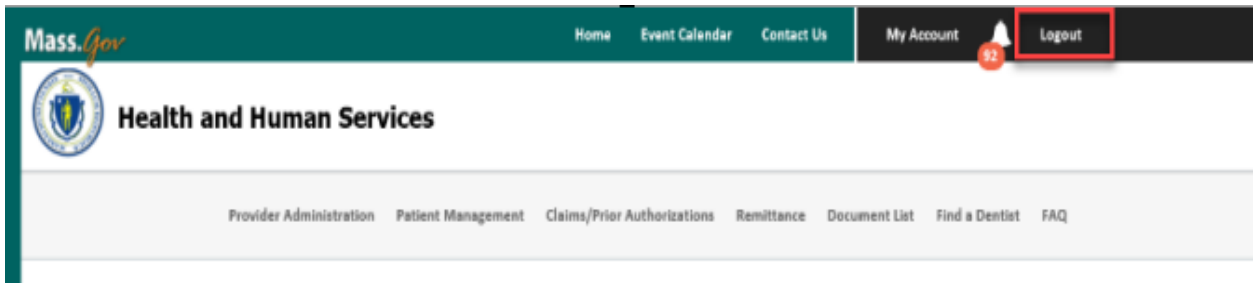 Mass.Gov Home Event Calendar Contact Us My Account 92 Logout
Health and Human Services
Provider Administration Patient Management Claims/Prior Authorizations Remittance Document List Find a Dentist FAQ